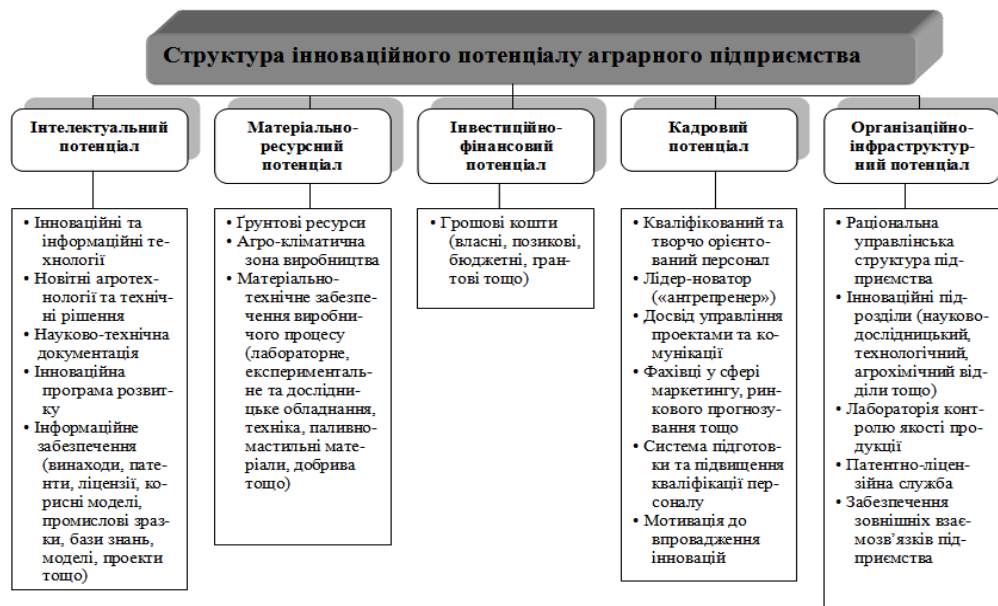 Структура інноваційного потенціалу аграрного підприємства
Інтелектуальний
потенціал
• Інноваційні та
інформаційні те-
хнології
• Новітні агротех-
нології та техніч-
ні рішення
• Науково-технічна
документація
• Інноваційна
програма розвит-
ку
• Інформаційне
забезпечення
(винаходи, пате-
нти, ліцензії, ко-
рисні моделі,
промислові зраз-
ки, бази знань,
моделі, проекти
тощо)
Матеріально-
ресурсний
потенціал
• Ґрунтові ресурси
• Агро-кліматична
зона виробництва
• Матеріально-
технічне забезпе-
чення виробни-
чого процесу
(лабораторне,
експерименталь-
не та дослідни-
цьке обладнання,
техніка, паливно-
мастильні мате-
ріали, добрива
тощо)
Інвестиційно-
фінансовий
потенціал
• Грошові кошти
(власні, позикові,
бюджетні, гран-
тові тощо)
Кадровий
потенціал
• Кваліфікований та
творчо орієнто-
ваний персонал
• Лідер-новатор
(«антрепренер»)
• Досвід управління
проектами та ко-
мунікації
• Фахівці у сфері
маркетингу, рин-
кового прогнозу-
вання тощо
• Система підготов-
ки та підвищення
кваліфікації пер-
соналу
• Мотивація до
впровадження
інновацій
Організаційно-
інфраструктур-
ний потенціал
• Раціональна
управлінська
структура під-
приємства
• Інноваційні під-
розділи (науково-
дослідницький,
технологічний,
агрохімічний від-
діли тощо)
• Лабораторія конт-
ролю якості про-
дукції
• Патентно-ліцен-
зійна служба
• Забезпечення
зовнішніх взає-
мозв’язків під-
приємства